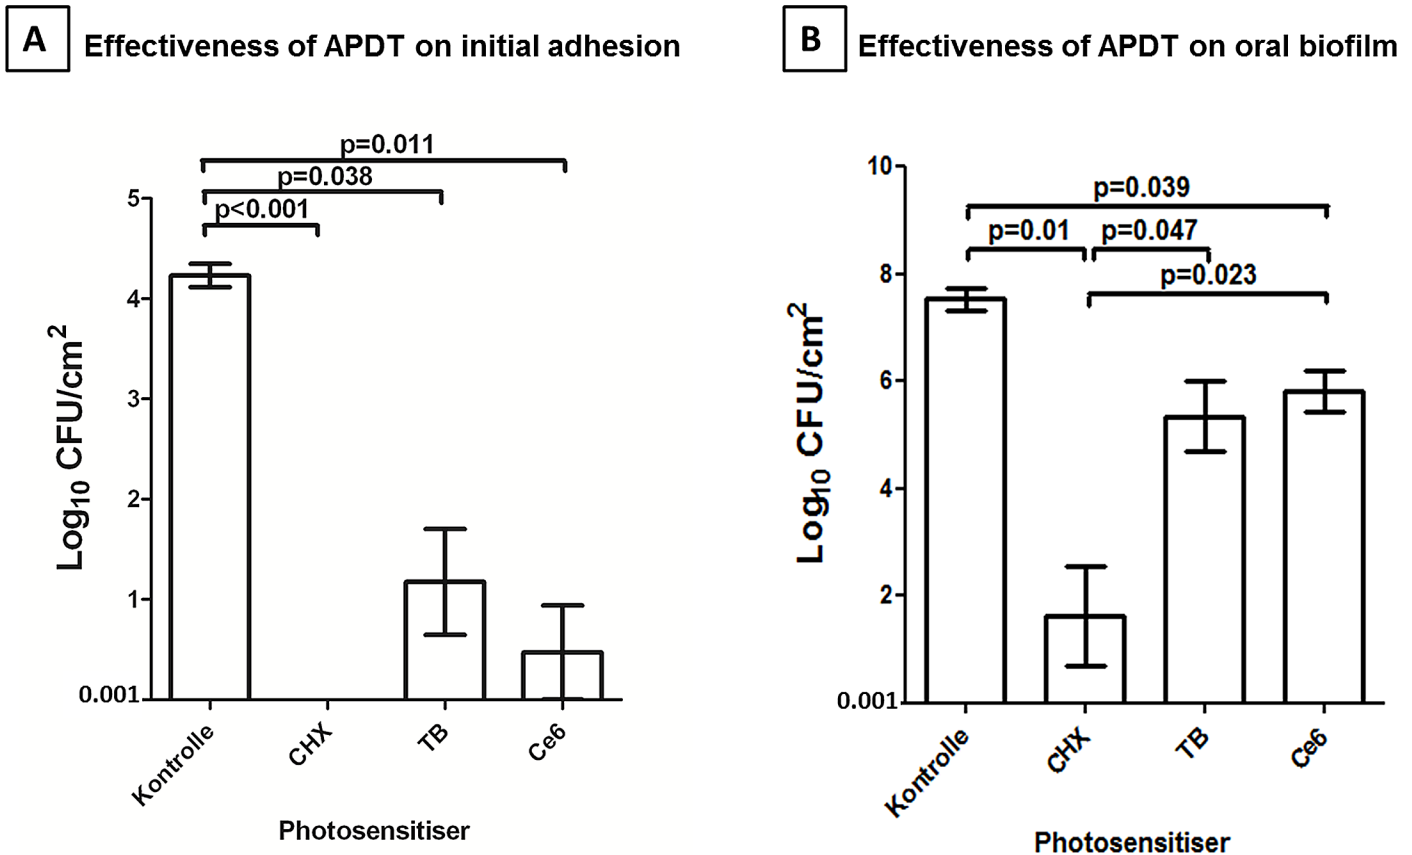 A
Effectiveness of APDT on initial adhesion
p=0.011
p=0.038
p<0.001
5
4
3
2
1
0.001
Log10 CFU/cm2
Kontrolle
CHX
TB
Ce6
Photosensitiser
B
Effectiveness of APDT on oral biofilm
p=0.039
p=0.01
p=0.047
p=0.023
10
8
6
4
2
0.001
Log10 CFU/cm2
Kontrolle
CHX
TB
Ce6
Photosensitiser